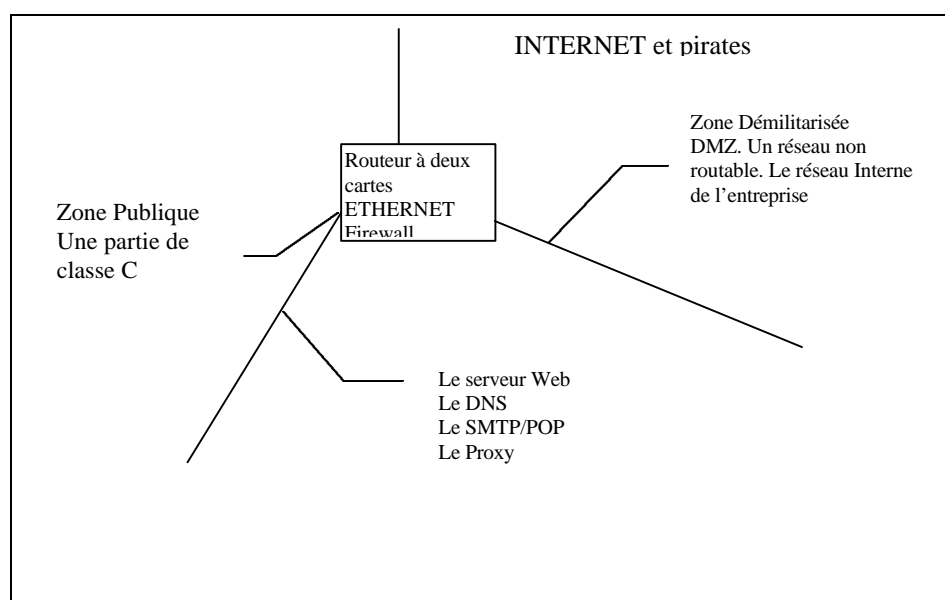 INTERNET et pirates
Zone Démilitarisée
DMZ. Un réseau non
routable. Le réseau Interne
de l’entreprise
Routeur à deux
cartes
ETHERNET
Firewall
Zone Publique
Une partie de
classe C
Le serveur Web
Le DNS
Le SMTP/POP
Le Proxy